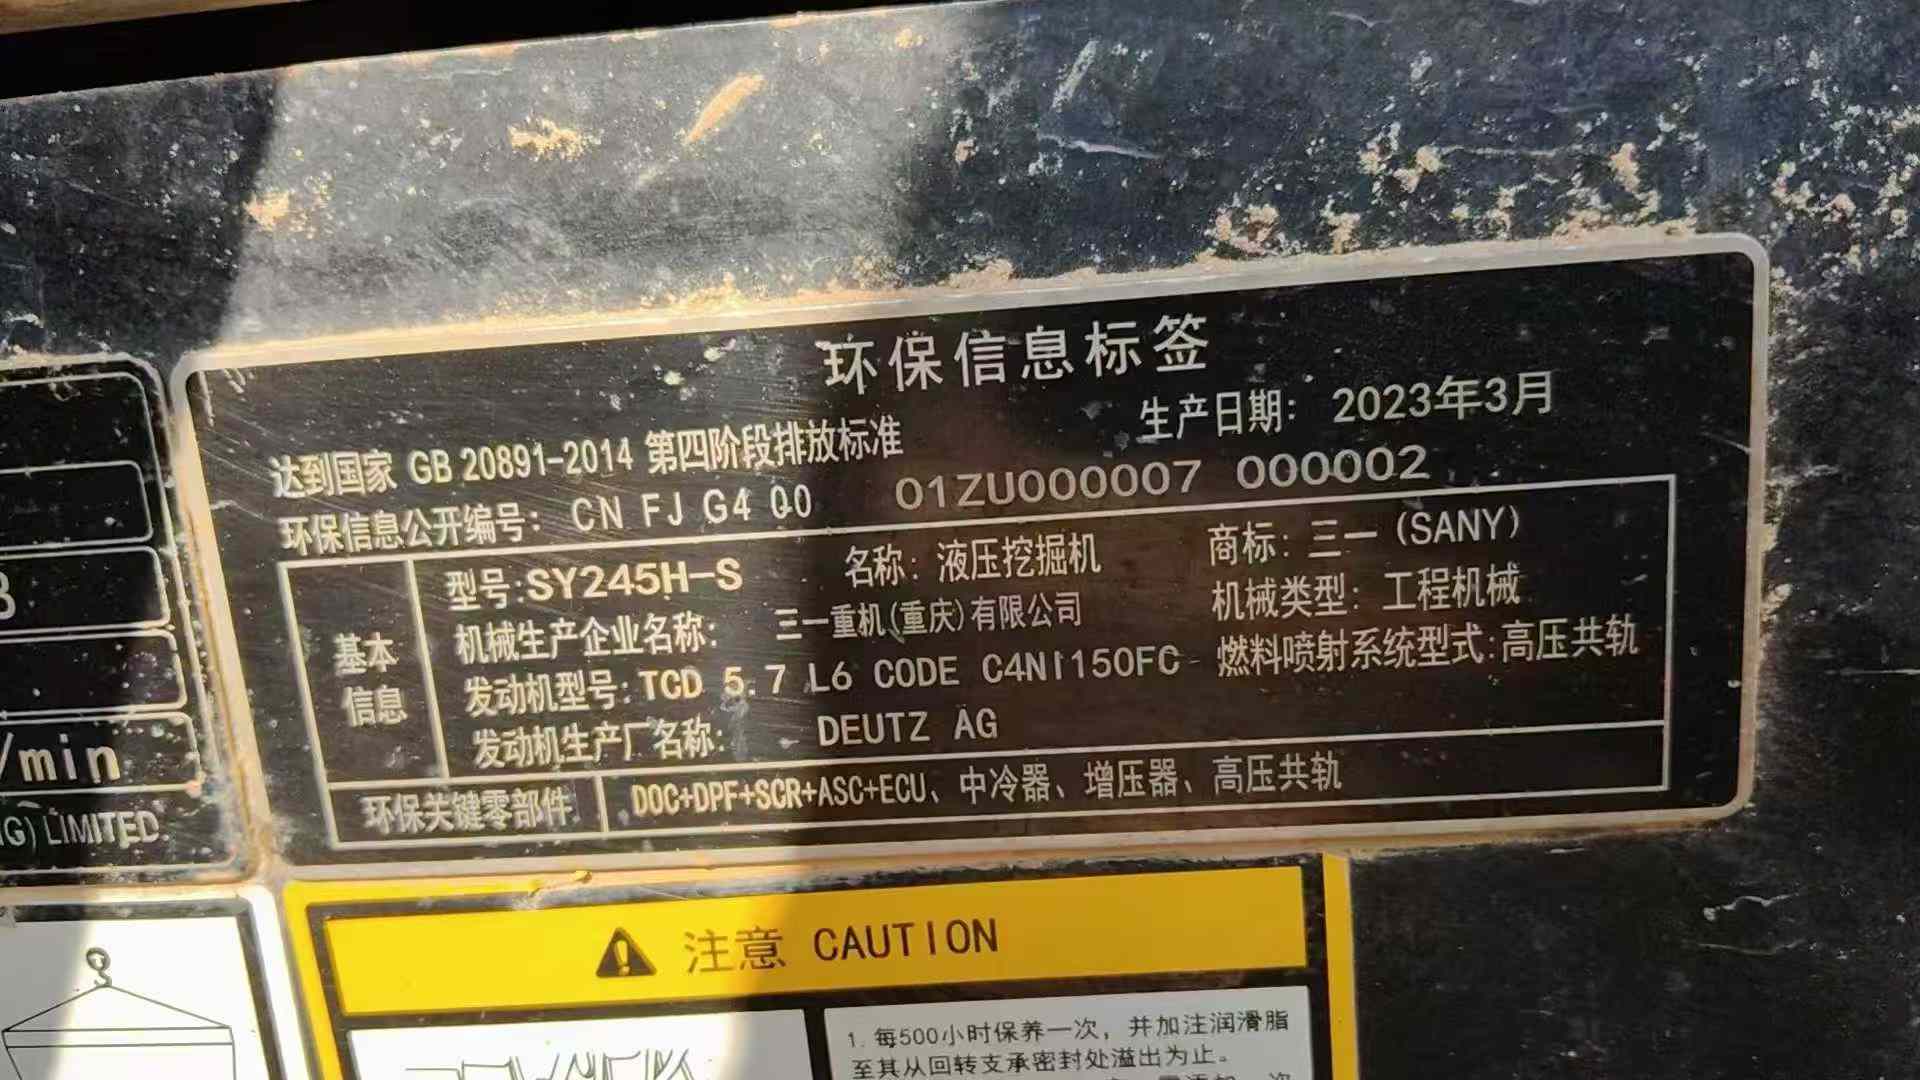 环保信息标签
生产日期: 2023年3月
达到国家 GB 20891-2014 第四阶段排放标准
环保信息公开编号: CN FJ G4 00 01ZU000007 000002
基本信息
型号:SY245H-S 名称: 液压挖掘机 商标: 三一 (SANY)
机械生产企业名称: 三一重机(重庆)有限公司 机械类型: 工程机械
发动机型号: TCD 5.7 L6 CODE C4NI150FC 燃料喷射系统型式:高压共轨
发动机生产厂名称: DEUTZ AG
环保关键零部件 DOC+DPF+SCR+ASC+ECU、中冷器、增压器、高压共轨
/min
G) LIMITED
注意 CAUTION
1. 每500小时保养一次，并加注润滑脂
至其从回转支承密封处溢出为止。